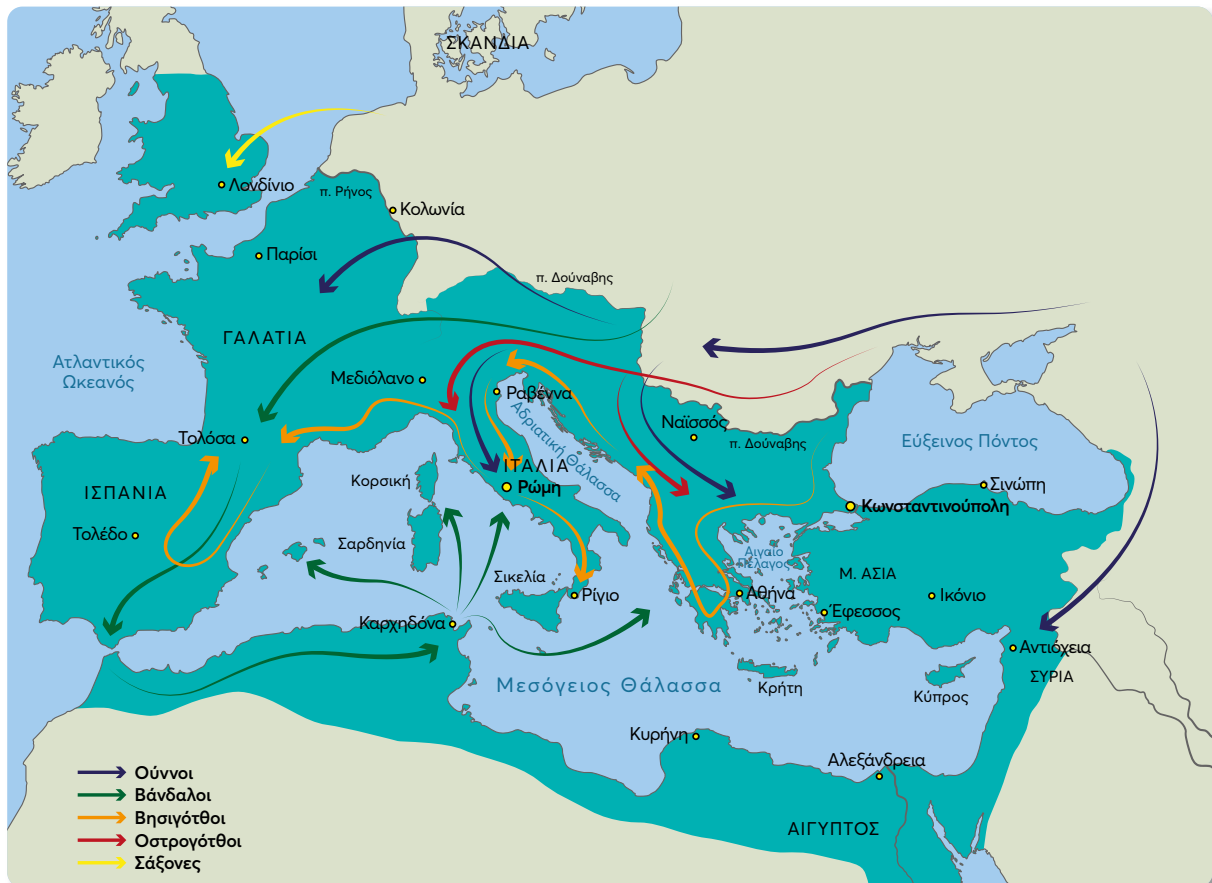 ΣΚΑΝΔΙΑ
Λονδίνιο
π. Ρήνος
Κολωνία
Παρίσι
π. Δούναβης
ΓΑΛΑΤΙΑ
Ατλαντικός
Ωκεανός
Μεδιόλανο
Ραβέννα
Αδριατική Θάλασσα
Ναϊσσός
π. Δούναβης
Εύξεινος Πόντος
Τολόσα
ΙΤΑΛΙΑ
Κορσική
Ρώμη
Σινώπη
ΙΣΠΑΝΙΑ
Κωνσταντινούπολη
Τολέδο
Σαρδηνία
Αιγαίο
Πέλαγος
Μ. ΑΣΙΑ
Σικελία
Ρίγιο
Αθήνα
Ικόνιο
Έφεσσος
Καρχηδόνα
Αντιόχεια
ΣΥΡΙΑ
Μεσόγειος Θάλασσα
Κρήτη
Κύπρος
Κυρήνη
Αλεξάνδρεια
ΑΙΓΥΠΤΟΣ
Ούννοι
Βάνδαλοι
Βησιγότθοι
Οστρογότθοι
Σάξονες